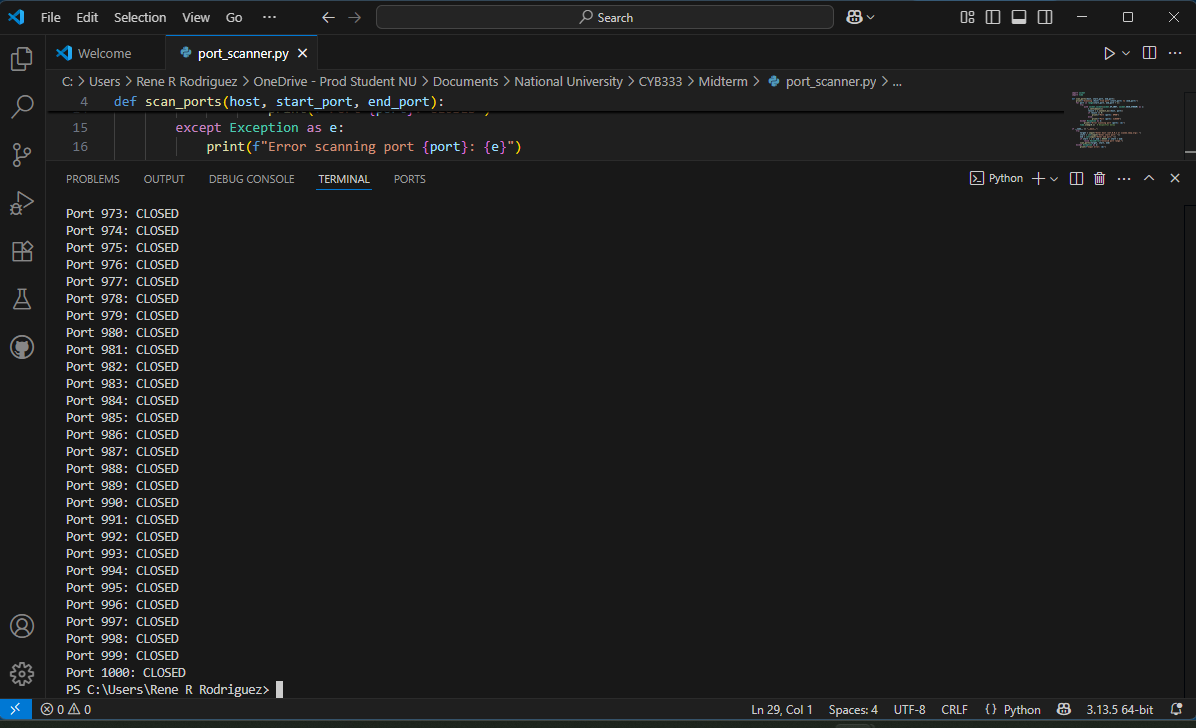 File Edit Selection View Go ··· Search
Welcome port_scanner.py
C: > Users > Rene R Rodriguez > OneDrive - Prod Student NU > Documents > National University > CYB333 > Midterm > port_scanner.py > ...
4 def scan_ports(host, start_port, end_port):
15 except Exception as e:
16 print(f"Error scanning port {port}: {e}")
PROBLEMS OUTPUT DEBUG CONSOLE TERMINAL PORTS Python
Port 973: CLOSED
Port 974: CLOSED
Port 975: CLOSED
Port 976: CLOSED
Port 977: CLOSED
Port 978: CLOSED
Port 979: CLOSED
Port 980: CLOSED
Port 981: CLOSED
Port 982: CLOSED
Port 983: CLOSED
Port 984: CLOSED
Port 985: CLOSED
Port 986: CLOSED
Port 987: CLOSED
Port 988: CLOSED
Port 989: CLOSED
Port 990: CLOSED
Port 991: CLOSED
Port 992: CLOSED
Port 993: CLOSED
Port 994: CLOSED
Port 995: CLOSED
Port 996: CLOSED
Port 997: CLOSED
Port 998: CLOSED
Port 999: CLOSED
Port 1000: CLOSED
PS C:\Users\Rene R Rodriguez>
0 0 Ln 29, Col 1 Spaces: 4 UTF-8 CRLF {} Python 3.13.5 64-bit